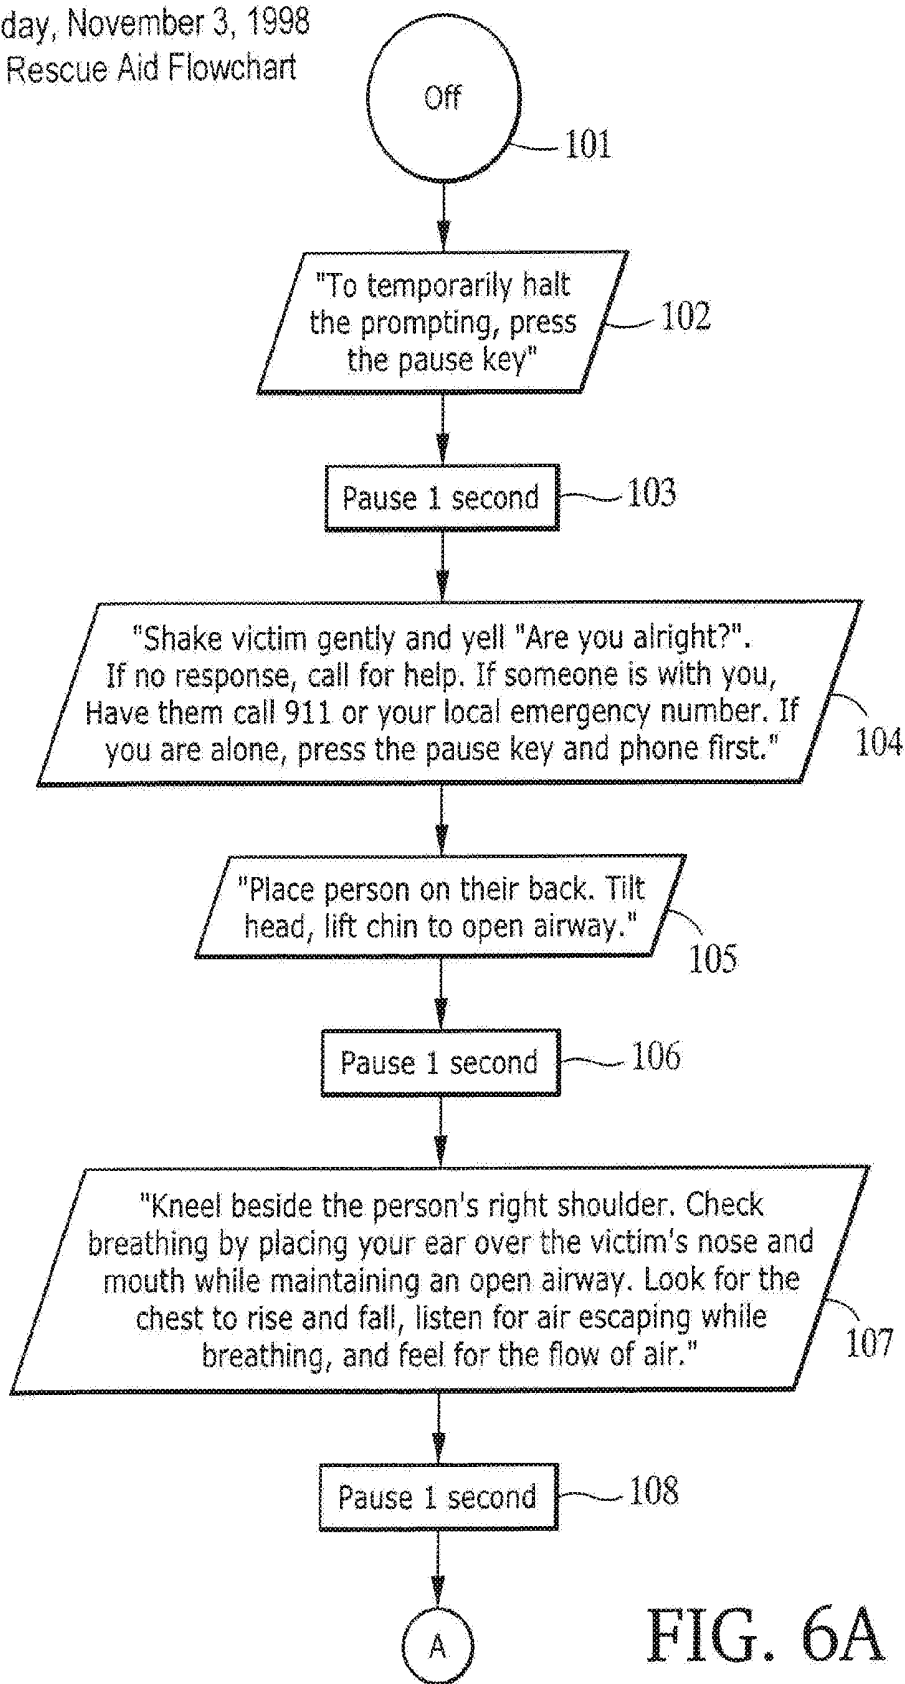 day, November 3, 1998
Rescue Aid Flowchart
Off
101
"To temporarily halt
the prompting, press
the pause key"
102
Pause 1 second
103
"Shake victim gently and yell "Are you alright?".
If no response, call for help. If someone is with you,
Have them call 911 or your local emergency number. If
you are alone, press the pause key and phone first."
104
"Place person on their back. Tilt
head, lift chin to open airway."
105
Pause 1 second
106
"Kneel beside the person's right shoulder. Check
breathing by placing your ear over the victim's nose and
mouth while maintaining an open airway. Look for the
chest to rise and fall, listen for air escaping while
breathing, and feel for the flow of air."
107
Pause 1 second
108
A
FIG. 6A